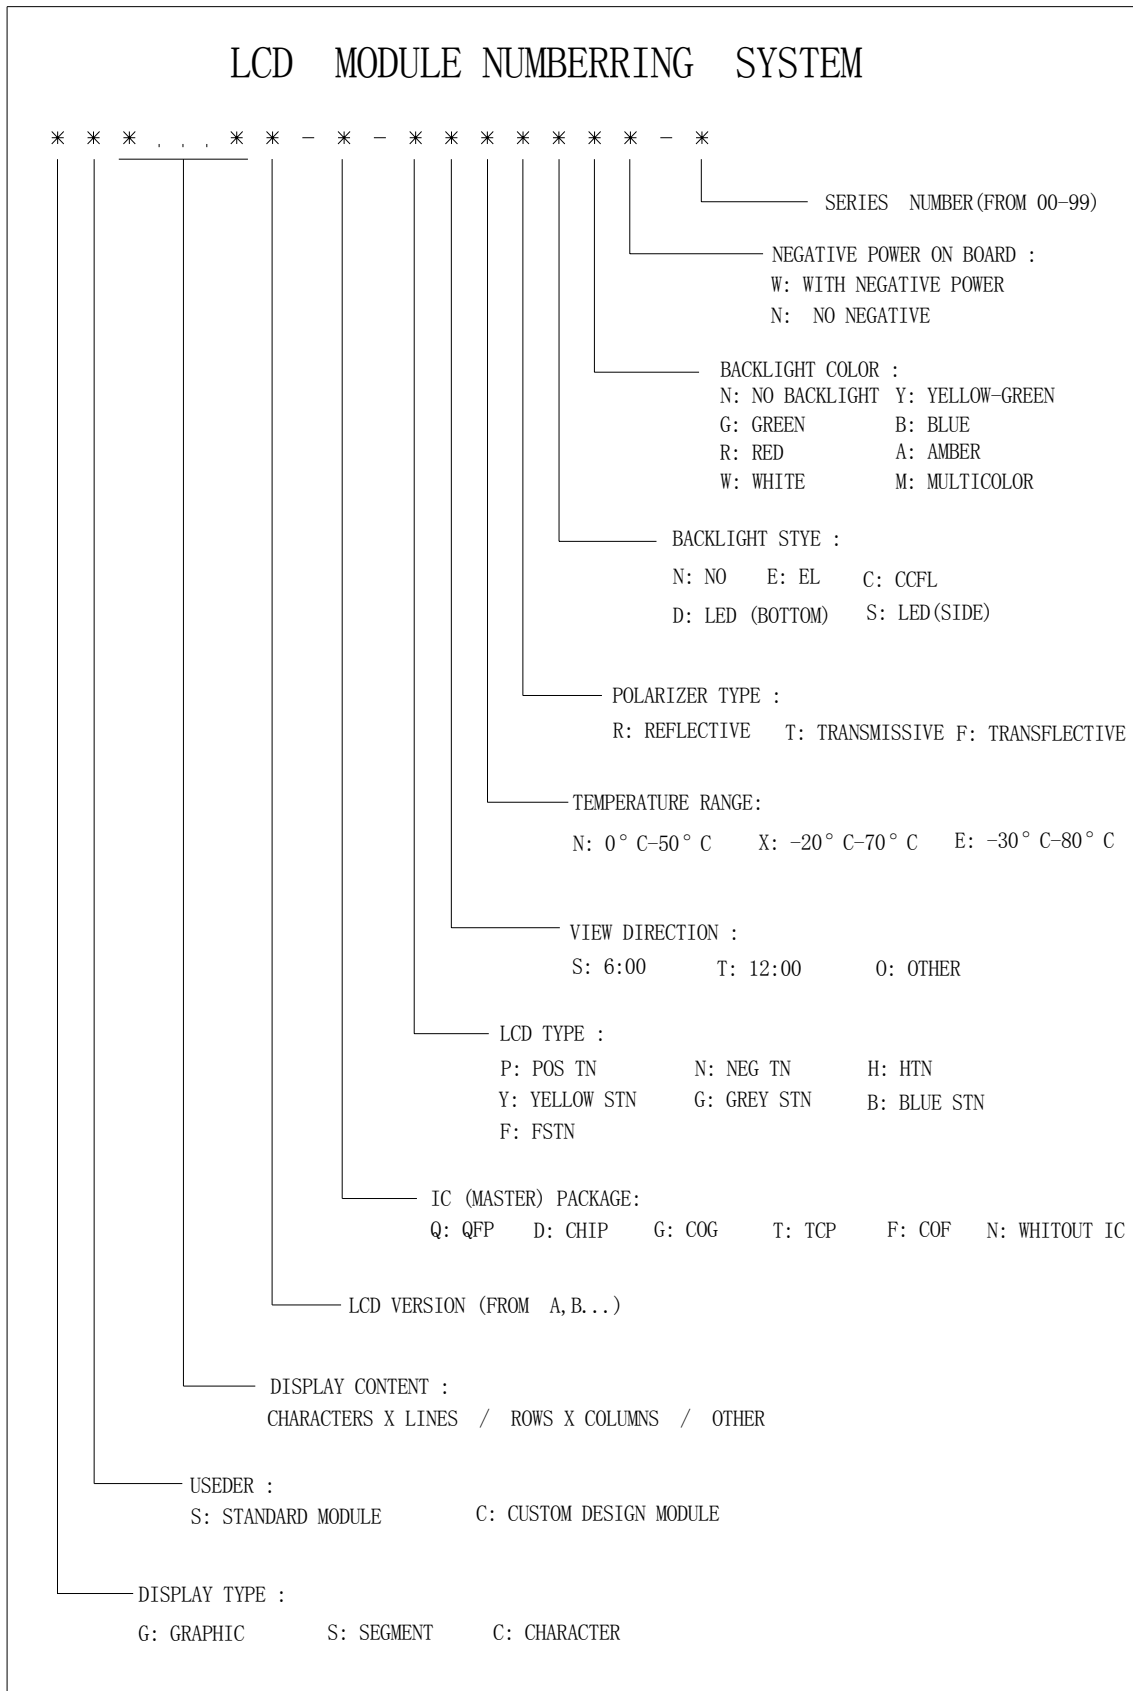 LCD MODULE NUMBERRING SYSTEM
* * * . . . * * - * - * * * * * * * - *
SERIES NUMBER(FROM 00-99)
NEGATIVE POWER ON BOARD :
W: WITH NEGATIVE POWER
N: NO NEGATIVE
BACKLIGHT COLOR :
N: NO BACKLIGHT Y: YELLOW-GREEN
G: GREEN B: BLUE
R: RED A: AMBER
W: WHITE M: MULTICOLOR
BACKLIGHT STYE :
N: NO E: EL C: CCFL
D: LED (BOTTOM) S: LED(SIDE)
POLARIZER TYPE :
R: REFLECTIVE T: TRANSMISSIVE F: TRANSFLECTIVE
TEMPERATURE RANGE:
N: 0° C-50° C X: -20° C-70° C E: -30° C-80° C
VIEW DIRECTION :
S: 6:00 T: 12:00 O: OTHER
LCD TYPE :
P: POS TN N: NEG TN H: HTN
Y: YELLOW STN G: GREY STN B: BLUE STN
F: FSTN
IC (MASTER) PACKAGE:
Q: QFP D: CHIP G: COG T: TCP F: COF N: WHITOUT IC
LCD VERSION (FROM A,B...)
DISPLAY CONTENT :
CHARACTERS X LINES / ROWS X COLUMNS / OTHER
USEDER :
S: STANDARD MODULE C: CUSTOM DESIGN MODULE
DISPLAY TYPE :
G: GRAPHIC S: SEGMENT C: CHARACTER